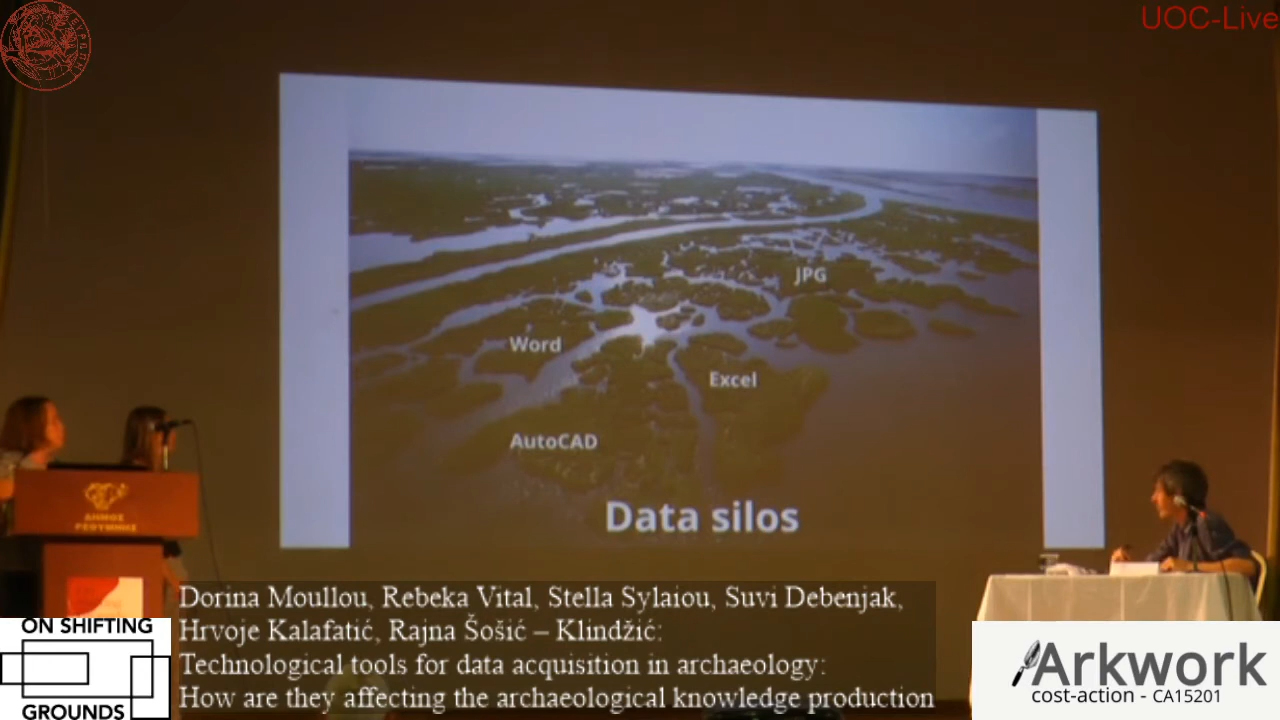 UOC-Live
JPG
Word
Excel
AutoCAD
Data silos
ΔΗΜΟΣ
ΡΕΘΥΜΝΗΣ
Dorina Moullou, Rebeka Vital, Stella Sylaiou, Suvi Debenjak,
Hrvoje Kalafatić, Rajna Šošić – Klindžić:
Technological tools for data acquisition in archaeology:
How are they affecting the archaeological knowledge production
ON SHIFTING
GROUNDS
Arkwork
cost-action - CA15201